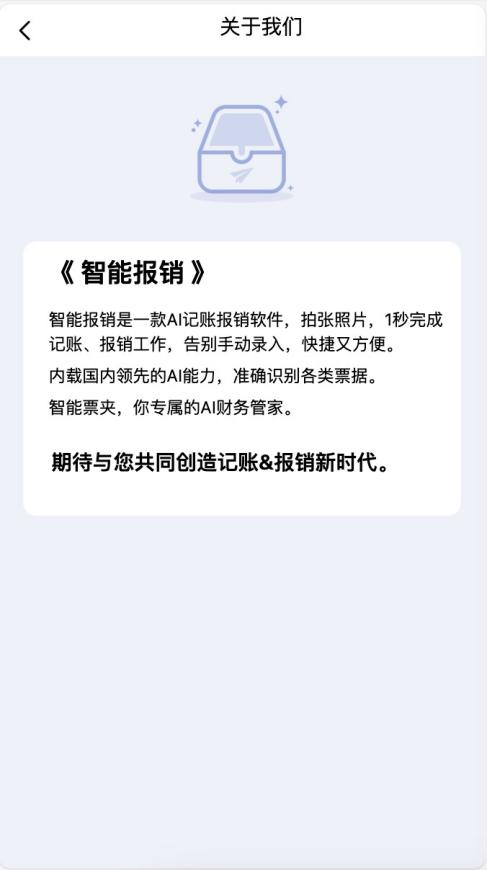 关于我们
《 智能报销 》
智能报销是一款AI记账报销软件，拍张照片，1秒完成
记账、报销工作，告别手动录入，快捷又方便。
内载国内领先的AI能力，准确识别各类票据。
智能票夹，你专属的AI财务管家。
期待与您共同创造记账&报销新时代。